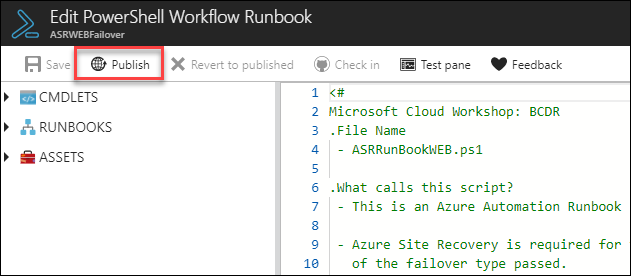 Edit PowerShell Workflow Runbook
ASRWEBFailover
Save Publish Revert to published Check in Test pane Feedback
CMDLETS
RUNBOOKS
ASSETS
1 <#
2 Microsoft Cloud Workshop: BCDR
3 .File Name
4 - ASRRunBookWEB.ps1
5
6 .What calls this script?
7 - This is an Azure Automation Runbook
8
9 - Azure Site Recovery is required for
10 of the failover type passed.